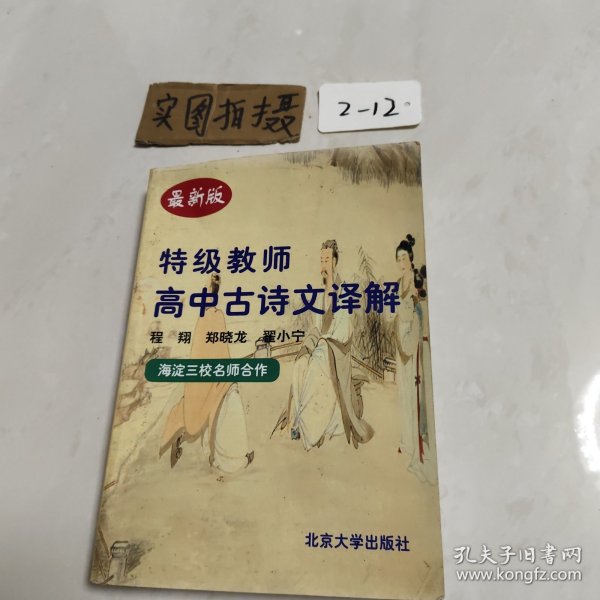 实图拍摄
2-12
最新版
特级教师
高中古诗文译解
程 翔 郑晓龙 翟小宁
海淀三校名师合作
北京大学出版社
孔夫子旧书网
www.kongfz.com